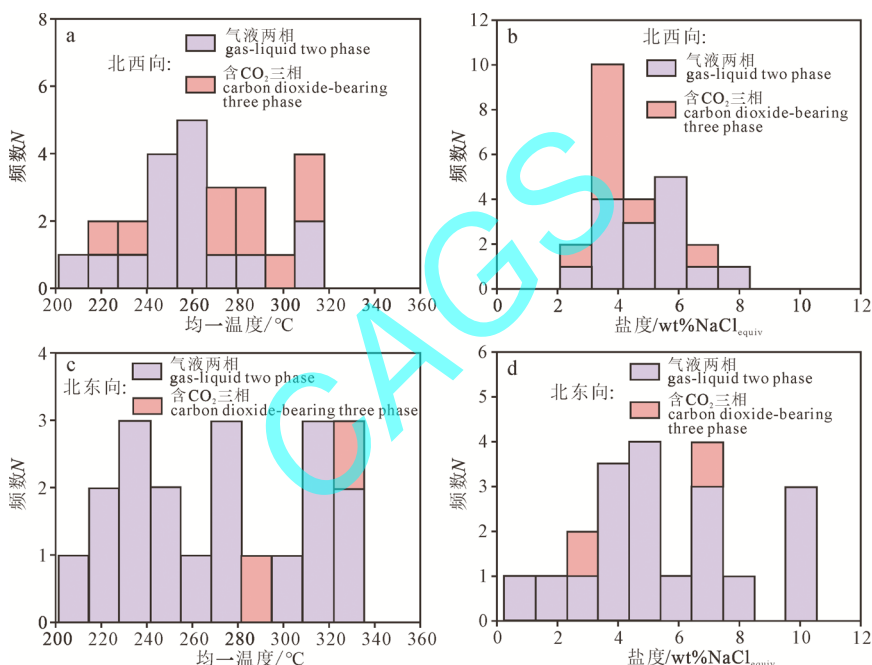 a
北西向:
气液两相
gas-liquid two phase
含CO₂三相
carbon dioxide-bearing
three phase
频数N
8
6
4
2
0
200 220 240 260 280 300 320 340 360
均一温度/°C
b
北西向:
气液两相
gas-liquid two phase
含CO₂三相
carbon dioxide-bearing
three phase
频数N
12
10
8
6
4
2
0
0 2 4 6 8 10 12
盐度/wt%NaClequiv
c
北东向:
气液两相
gas-liquid two phase
含CO₂三相
carbon dioxide-bearing three phase
频数N
4
3
2
1
0
200 220 240 260 280 300 320 340 360
均一温度/°C
d
北东向:
气液两相
gas-liquid two phase
含CO₂三相
carbon dioxide-bearing
three phase
频数N
6
5
4
3
2
1
0
0 2 4 6 8 10 12
盐度/wt%NaClequiv
CAGS